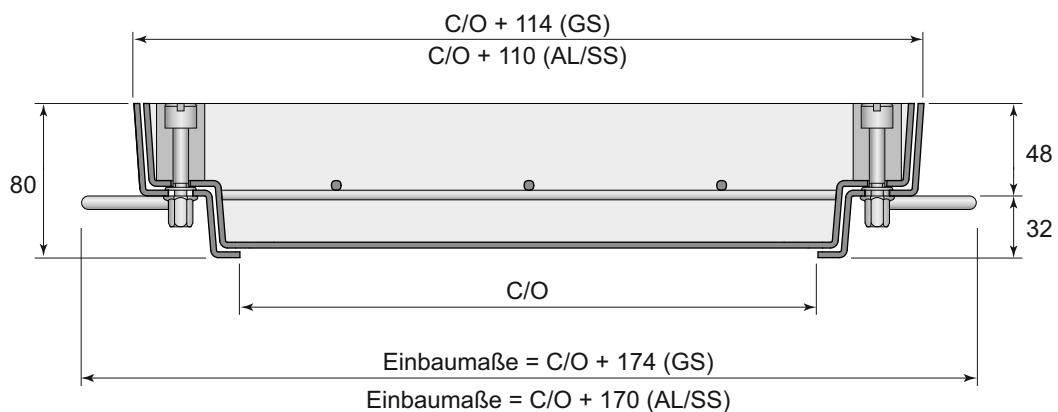 C/O + 114 (GS)
C/O + 110 (AL/SS)
80
48
32
C/O
Einbaumaße = C/O + 174 (GS)
Einbaumaße = C/O + 170 (AL/SS)